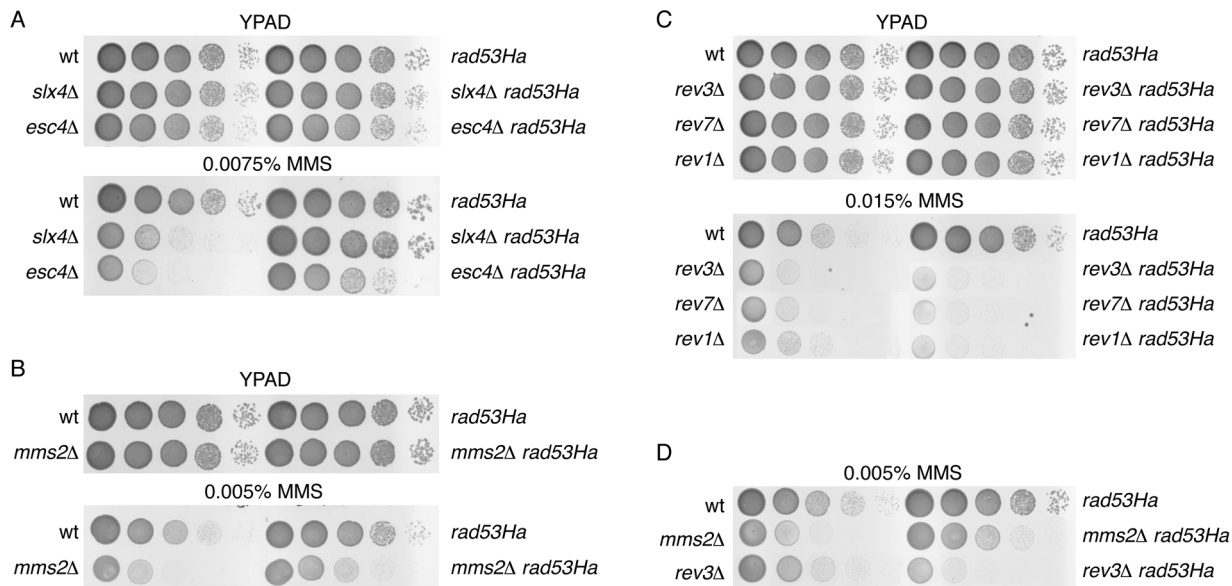 A
YPAD
wt rad53Ha
slx4Δ slx4Δ rad53Ha
esc4Δ esc4Δ rad53Ha
0.0075% MMS
wt rad53Ha
slx4Δ slx4Δ rad53Ha
esc4Δ esc4Δ rad53Ha
B
YPAD
wt rad53Ha
mms2Δ mms2Δ rad53Ha
0.005% MMS
wt rad53Ha
mms2Δ mms2Δ rad53Ha
C
YPAD
wt rad53Ha
rev3Δ rev3Δ rad53Ha
rev7Δ rev7Δ rad53Ha
rev1Δ rev1Δ rad53Ha
0.015% MMS
wt rad53Ha
rev3Δ rev3Δ rad53Ha
rev7Δ rev7Δ rad53Ha
rev1Δ rev1Δ rad53Ha
D
0.005% MMS
wt rad53Ha
mms2Δ mms2Δ rad53Ha
rev3Δ rev3Δ rad53Ha